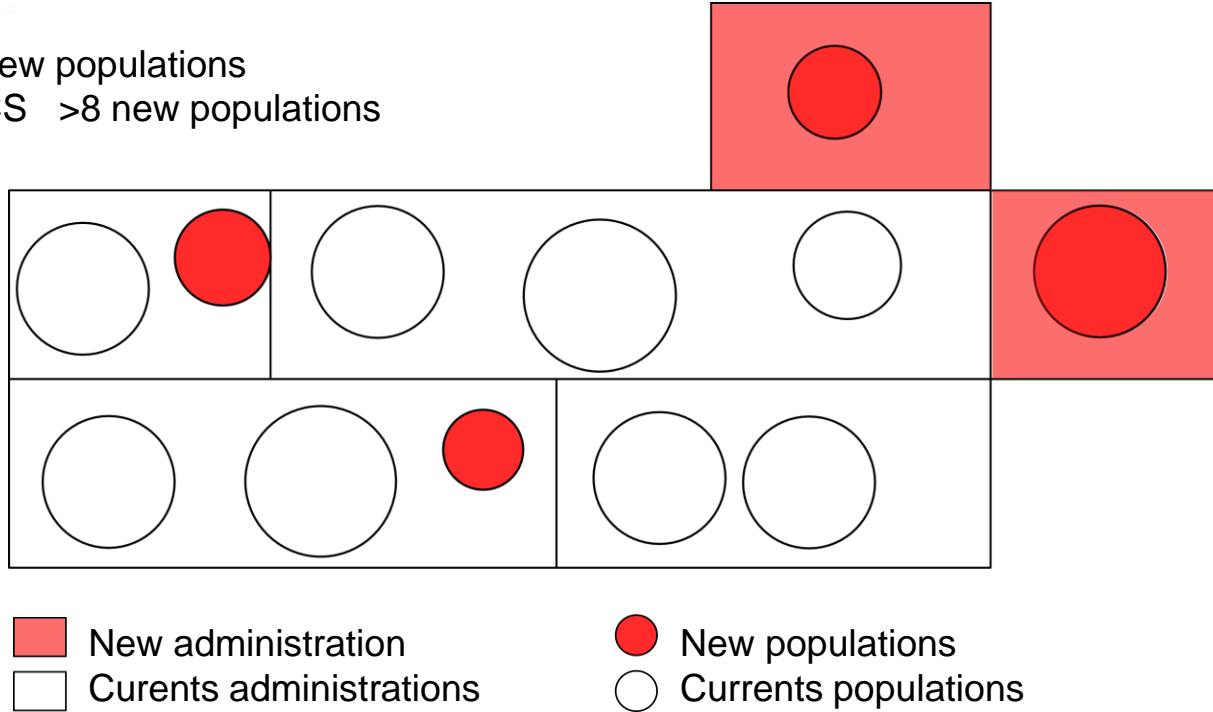 ew populations
S >8 new populations
New administration
New populations
Curents administrations
Currents populations